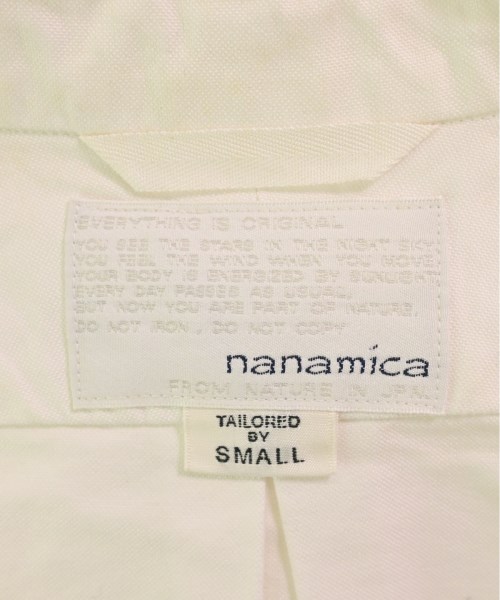 EVERYTHING IS ORIGINAL
YOU SEE THE STARS IN THE NIGHT SKY.
YOU FEEL THE WIND WHEN YOU MOVE.
YOUR BODY IS ENERGIZED BY SUNLIGHT.
EVERY DAY PASSES AS USUAL,
BUT NOW YOU ARE PART OF NATURE.
DO NOT IRON, DO NOT COPY
nanamica
FROM NATURE IN JPN.
TAILORED
BY
SMALL